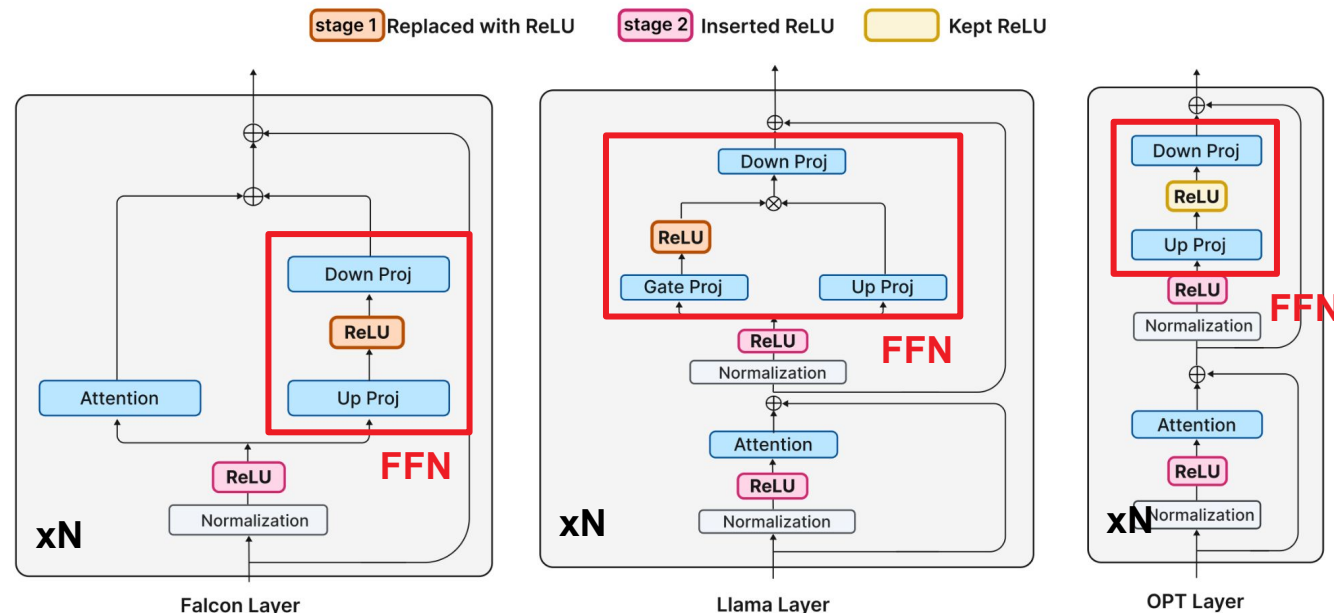 stage 1 Replaced with ReLU
stage 2 Inserted ReLU
Kept ReLU
Down Proj
ReLU
Up Proj
FFN
Attention
ReLU
Normalization
xN
Falcon Layer
Down Proj
ReLU
Gate Proj
Up Proj
FFN
ReLU
Normalization
Attention
ReLU
Normalization
xN
Llama Layer
Down Proj
ReLU
Up Proj
FFN
ReLU
Normalization
Attention
ReLU
Normalization
xN
OPT Layer